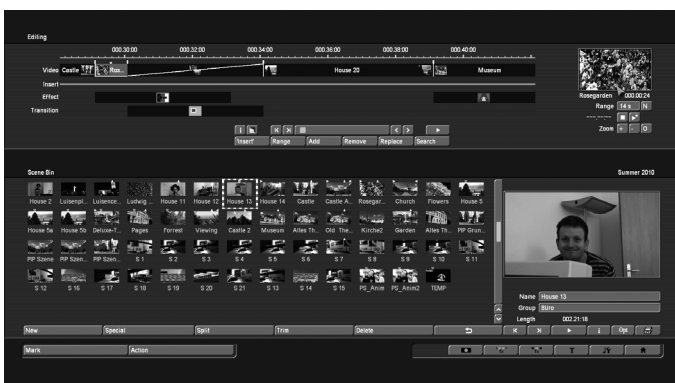 Editing
000:30:00 000:32:00 000:34:00 000:36:00 000:38:00 000:40:00
Video Castle Ros... House 20 Museum
Insert
Effect
Transition
Rosegarden 000:00:24
Range 14 s N
Zoom + - O
'Insert' Range Add Remove Replace Search
Scene Bin Summer 2010
House 2 Luisenpl... Luisence... Ludwig ... House 11 House 12 House 13 House 14 Castle Castle A... Rosegar... Church Flowers House 5
House 5a House 5b Deluxe-T... Pages Forrest Viewing Castle 2 Museum Altes Th... Old The... Kirche2 Garden Altes Th... PiP Grun...
PiP Szene PiP Szen... PiP Szen... S 1 S 2 S 3 S 4 S 5 S 6 S 7 S 8 S 9 S 10 S 11
S 12 S 16 S 17 S 18 S 19 S 20 S 21 S 13 S 14 S 15 PS_Anim PS_Anim2 TEMP
Name House 13
Group Büro
Length 002:21:18
New Special Split Trim Delete i Opt
Mark Action T